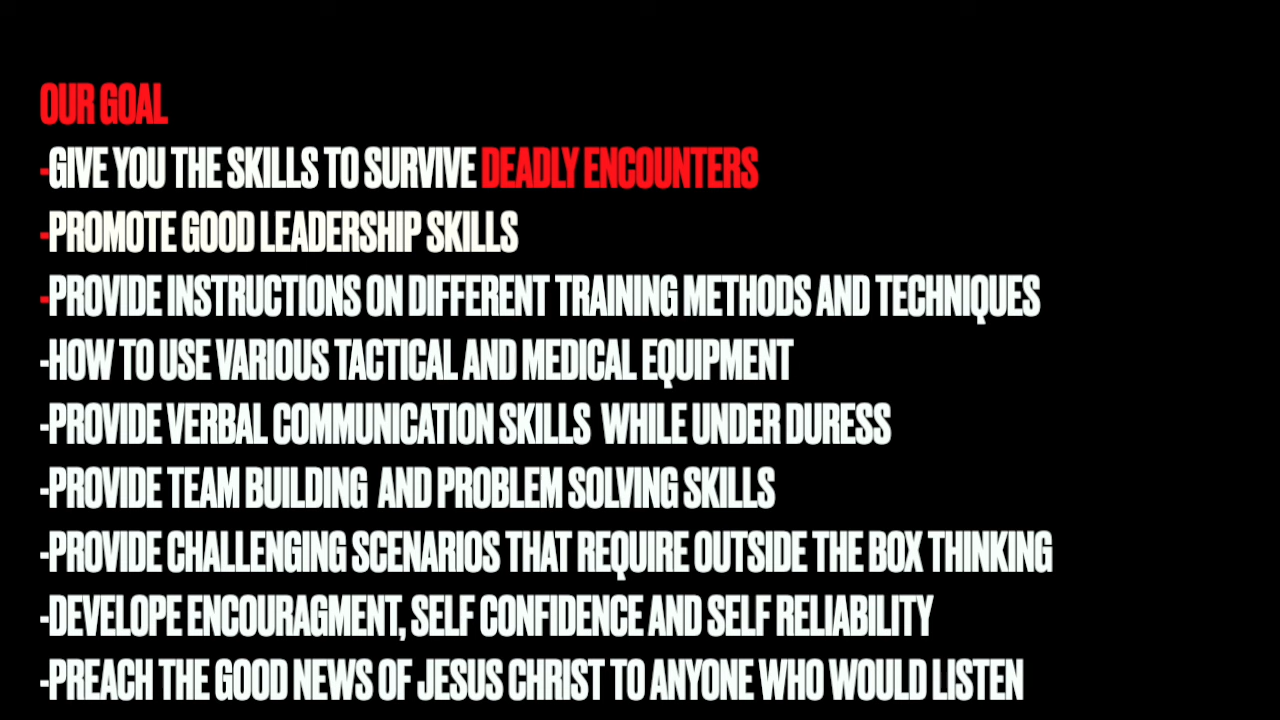 OUR GOAL
-GIVE YOU THE SKILLS TO SURVIVE DEADLY ENCOUNTERS
-PROMOTE GOOD LEADERSHIP SKILLS
-PROVIDE INSTRUCTIONS ON DIFFERENT TRAINING METHODS AND TECHNIQUES
-HOW TO USE VARIOUS TACTICAL AND MEDICAL EQUIPMENT
-PROVIDE VERBAL COMMUNICATION SKILLS  WHILE UNDER DURESS
-PROVIDE TEAM BUILDING  AND PROBLEM SOLVING SKILLS
-PROVIDE CHALLENGING SCENARIOS THAT REQUIRE OUTSIDE THE BOX THINKING
-DEVELOPE ENCOURAGMENT, SELF CONFIDENCE AND SELF RELIABILITY
-PREACH THE GOOD NEWS OF JESUS CHRIST TO ANYONE WHO WOULD LISTEN